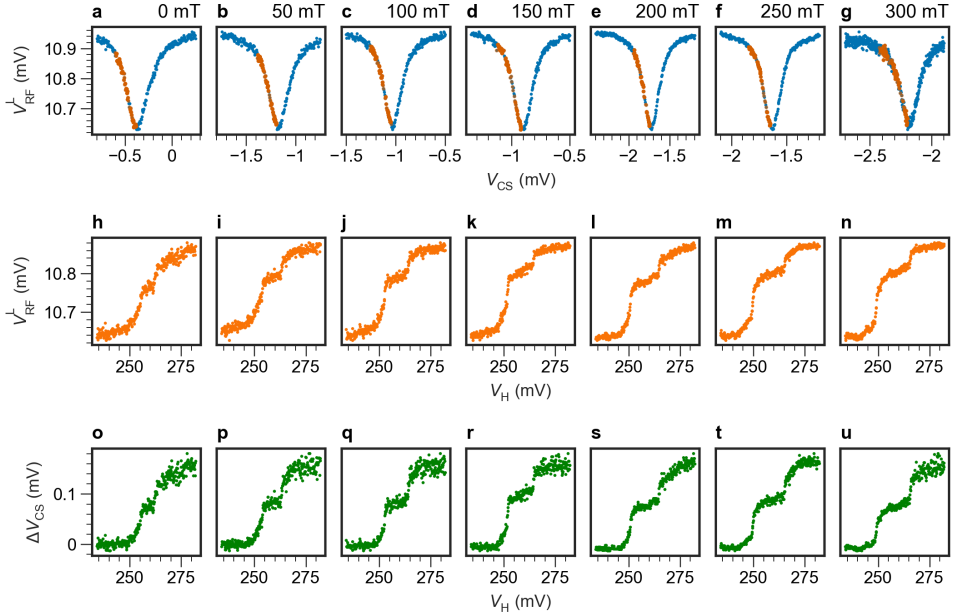 a 0 mT b 50 mT c 100 mT d 150 mT e 200 mT f 250 mT g 300 mT
V⊥RF (mV)
10.9
10.8
10.7
−0.5 0 −1.5 −1 −1.5 −1 −0.5 −1 −0.5 −2 −1.5 −2 −1.5 −2.5 −2
VCS (mV)
h i j k l m n
V⊥RF (mV)
10.8
10.7
250 275 250 275 250 275 250 275 250 275 250 275 250 275
VH (mV)
o p q r s t u
ΔVCS (mV)
0.1
0
250 275 250 275 250 275 250 275 250 275 250 275 250 275
VH (mV)